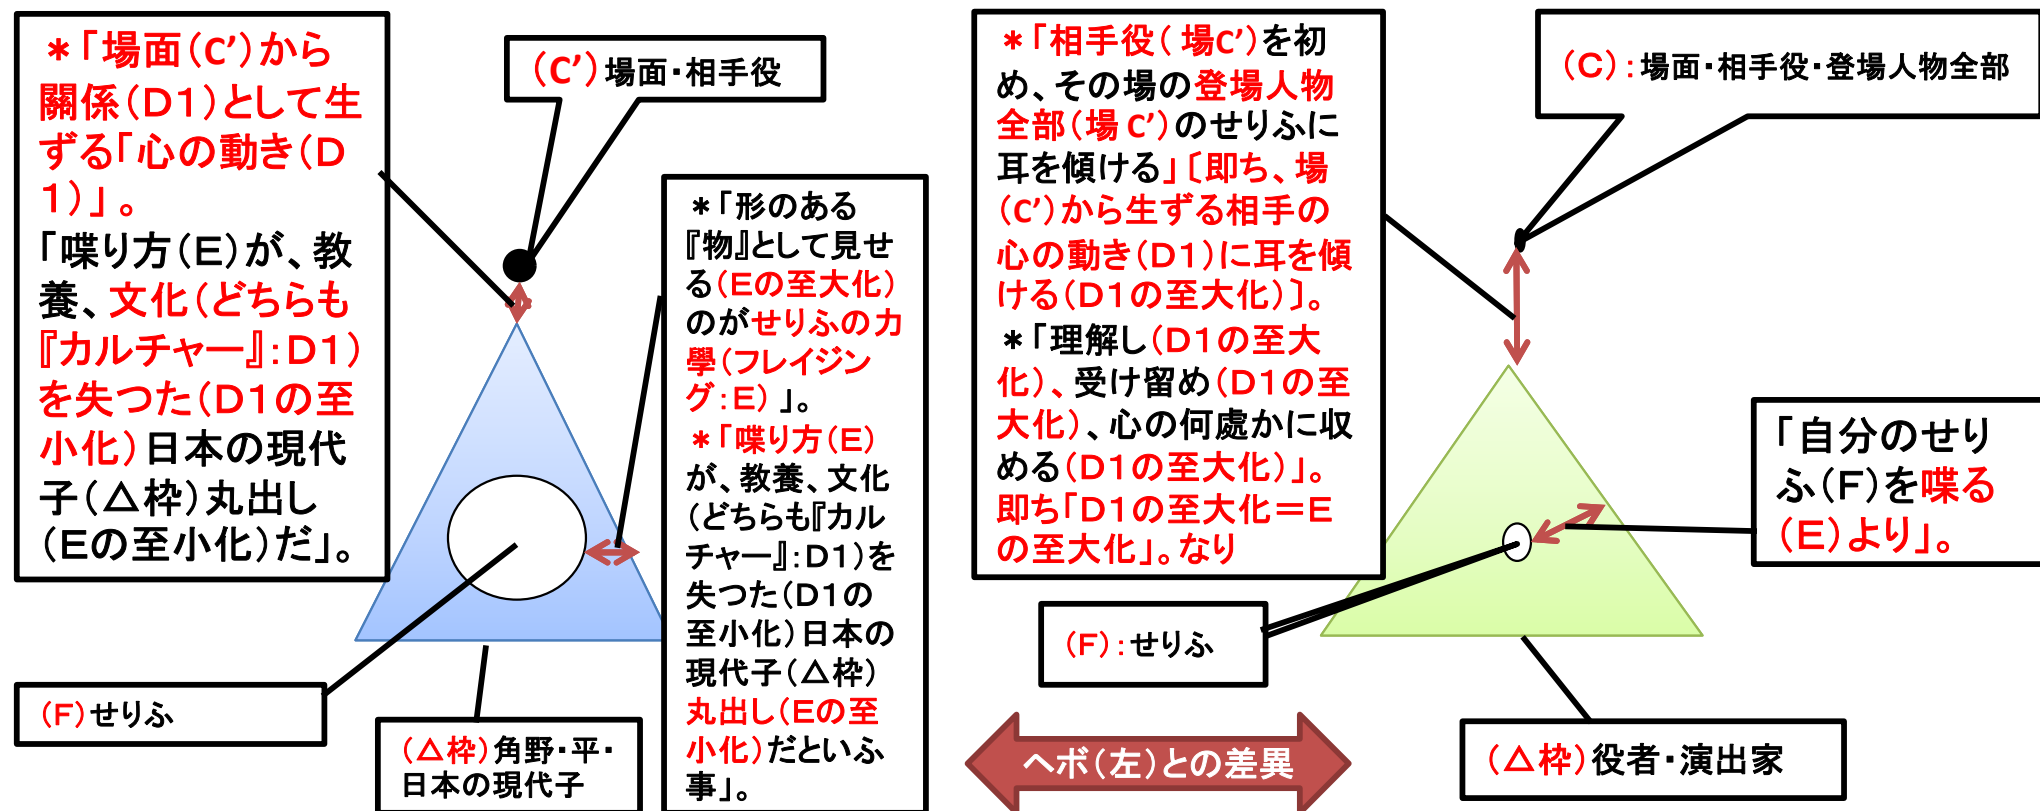 ＊「場面(C’)から
關係(D1)として生
ずる「心の動き(D
1)」。
「喋り方(E)が、教
養、文化(どちらも
『カルチャー』:D1)
を失つた(D1の至
小化)日本の現代
子(△枠)丸出し
(Eの至小化)だ」。
(C’)場面・相手役
＊「形のある
『物』として見せ
る(Eの至大化)
のがせりふの力
學(フレイジン
グ:E)」。
＊「喋り方(E)
が、教養、文化
(どちらも『カル
チャー』:D1)を
失つた(D1の
至小化)日本の
現代子(△枠)
丸出し(Eの至
小化)だといふ
事」。
(F)せりふ
(△枠)角野・平・
日本の現代子
＊「相手役(場C’)を初
め、その場の登場人物
全部(場C’)のせりふに
耳を傾ける」〔即ち、場
(C’)から生ずる相手の
心の動き(D1)に耳を傾
ける(D1の至大化)〕。
＊「理解し(D1の至大
化)、受け留め(D1の至
大化)、心の何處かに収
める(D1の至大化)」。
即ち「D1の至大化＝E
の至大化」。なり
(C):場面・相手役・登場人物全部
「自分のせり
ふ(F)を喋る
(E)より」。
(F):せりふ
ヘボ(左)との差異
(△枠)役者・演出家